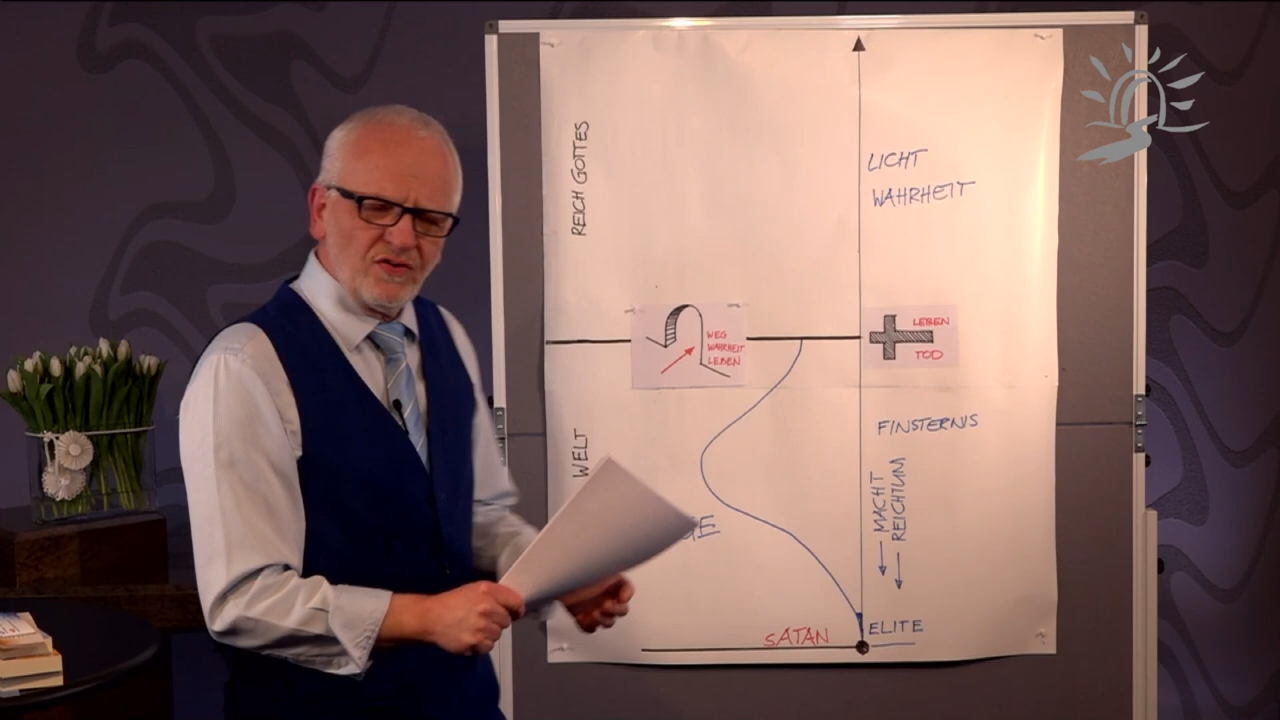 REICH GOTTES
LICHT
WAHRHEIT
WEG
WAHRHEIT
LEBEN
LEBEN
TOD
WELT
FINSTERNIS
MACHT
REICHTUM
SATAN
ELITE